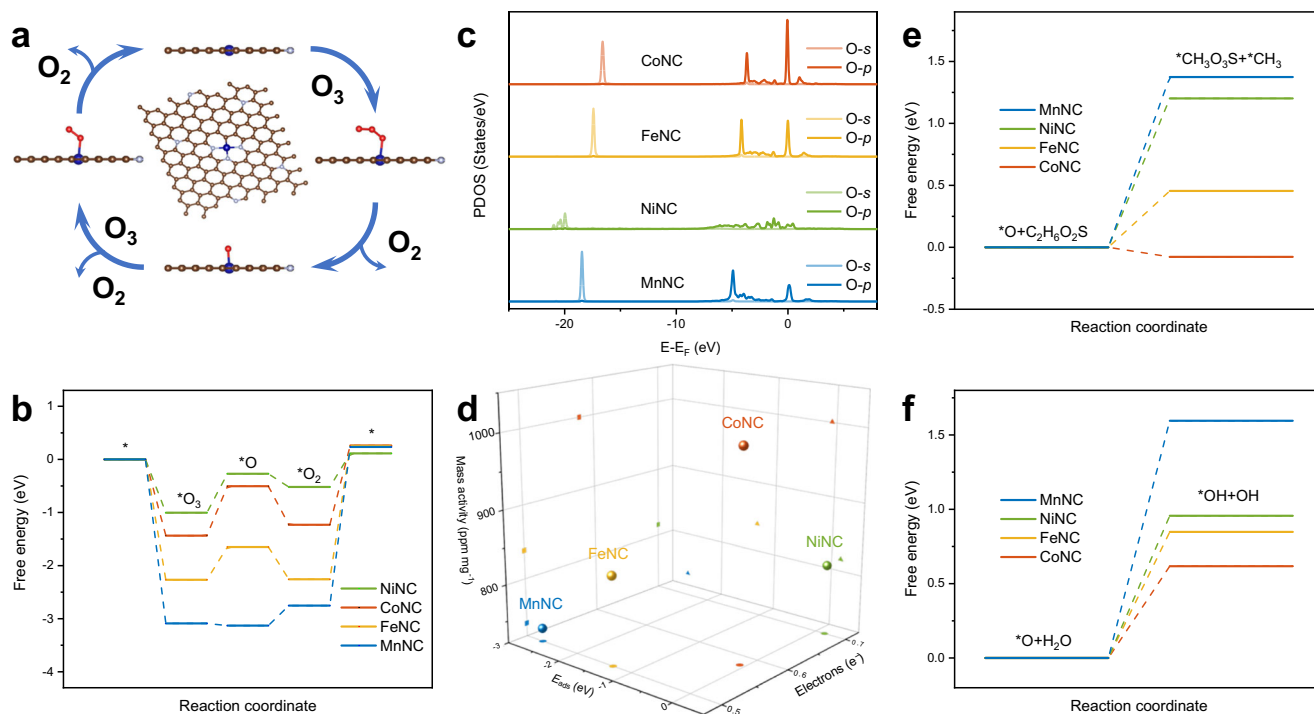 a
O₂
O₃
O₃
O₂
O₂
b
Free energy (eV)
1
0
-1
-2
-3
-4
*
*O₃
*O
*O₂
*
NiNC
CoNC
FeNC
MnNC
Reaction coordinate
c
PDOS (States/eV)
CoNC
O-s
O-p
FeNC
O-s
O-p
NiNC
O-s
O-p
MnNC
O-s
O-p
-20
-10
0
E-E_F (eV)
d
Mass activity (ppm mg⁻¹)
1000
900
800
CoNC
FeNC
NiNC
MnNC
-3
-2
-1
0
E_ads (eV)
0.5
0.6
0.7
Electrons (e⁻)
e
Free energy (eV)
1.5
1.0
0.5
0.0
-0.5
*CH₃O₃S+*CH₃
MnNC
NiNC
FeNC
CoNC
*O+C₂H₆O₂S
Reaction coordinate
f
Free energy (eV)
1.5
1.0
0.5
0.0
MnNC
NiNC
FeNC
CoNC
*OH+OH
*O+H₂O
Reaction coordinate